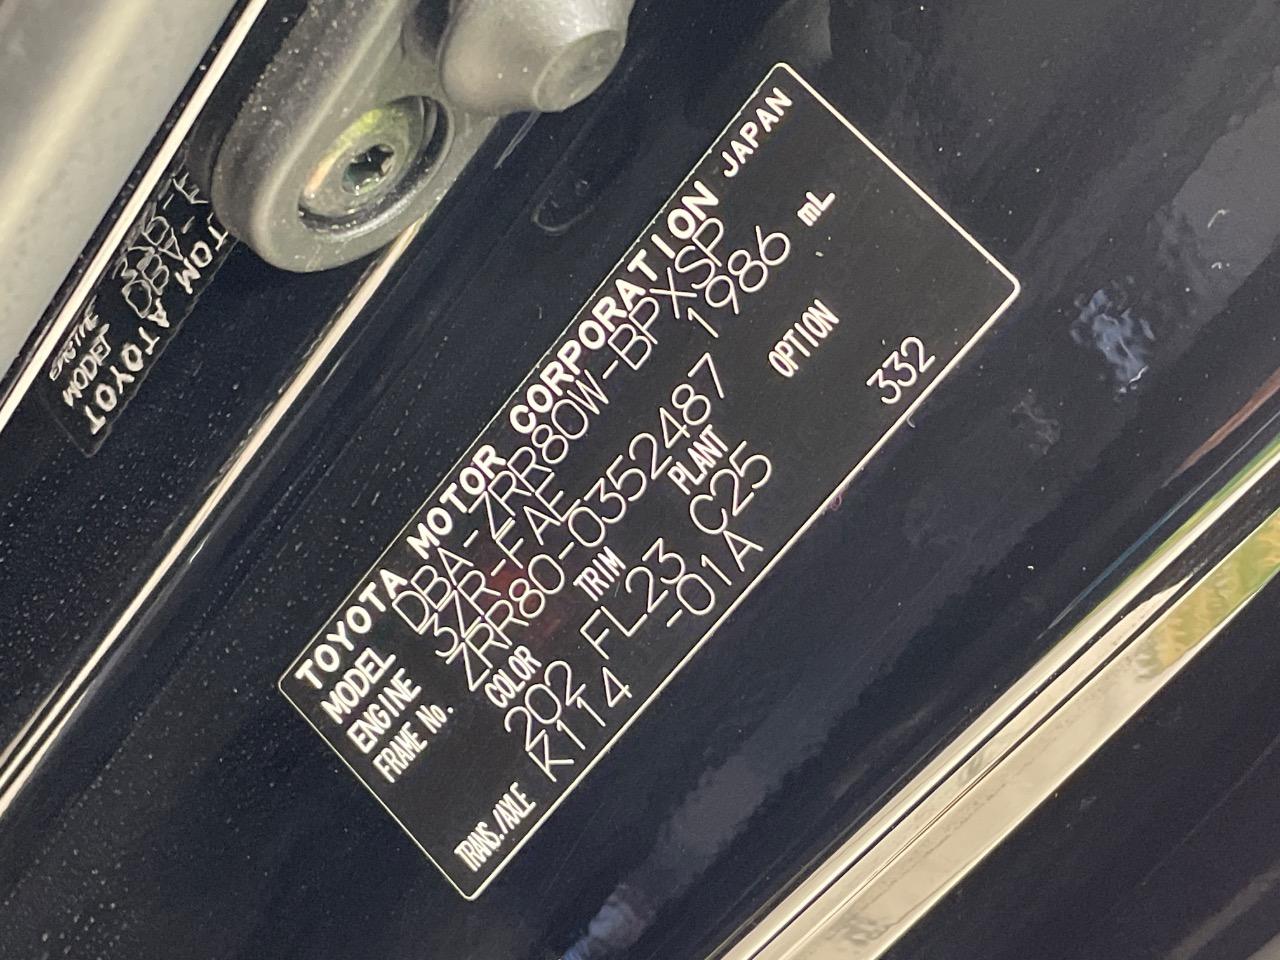 TOYOTA MOTOR CORPORATION JAPAN
MODEL DBA-ZRR80W-BPXSP
ENGINE 3ZR-FAE 1986 mL
FRAME No. ZRR80-0352487
COLOR TRIM PLANT OPTION
202 FL23 C25 332
TRANS./AXLE K114 -01A